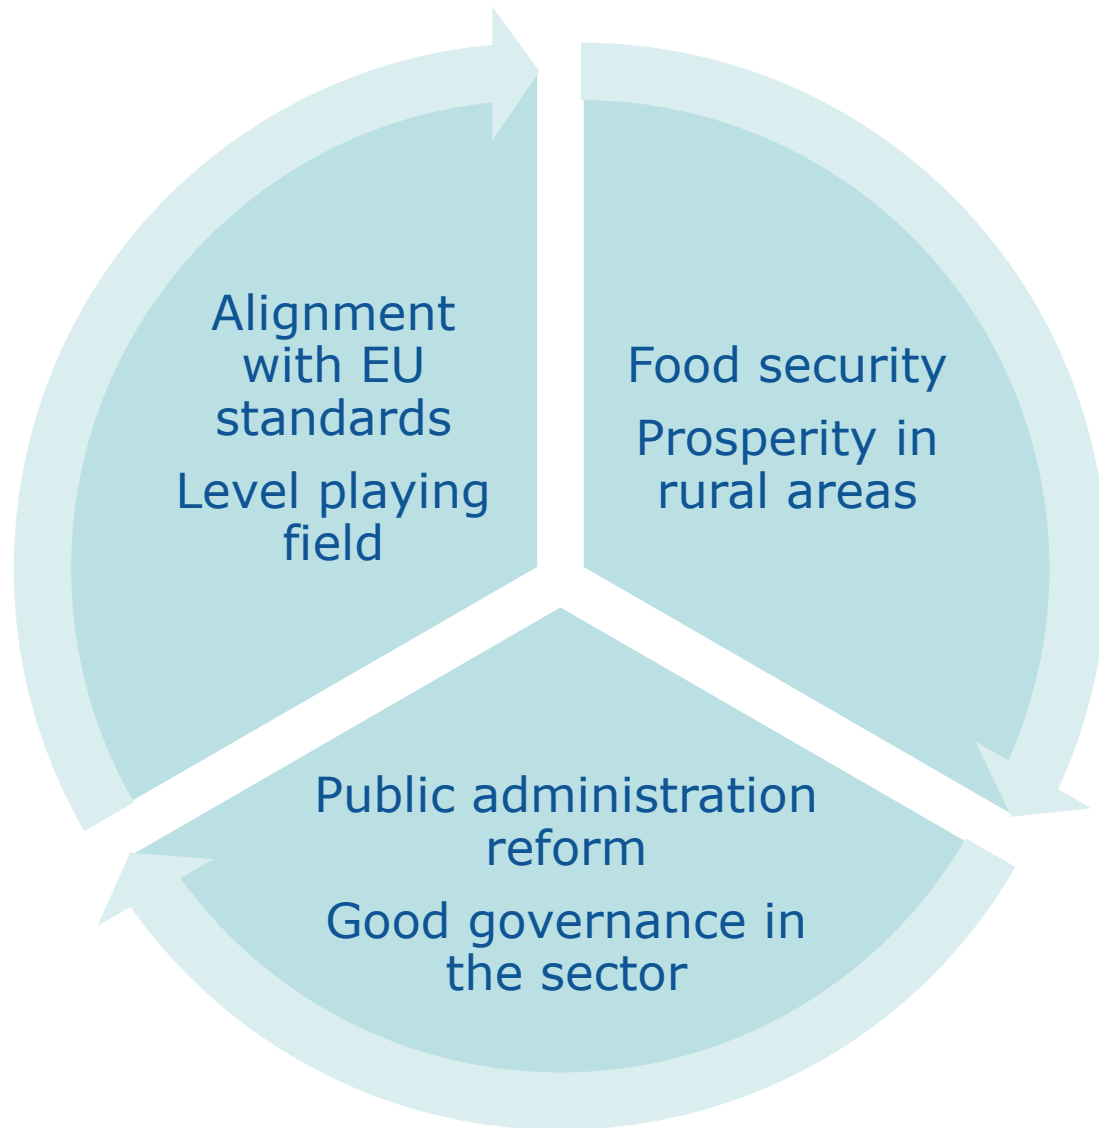 Alignment
with EU
standards
Level playing
field
Food security
Prosperity in
rural areas
Public administration
reform
Good governance in
the sector